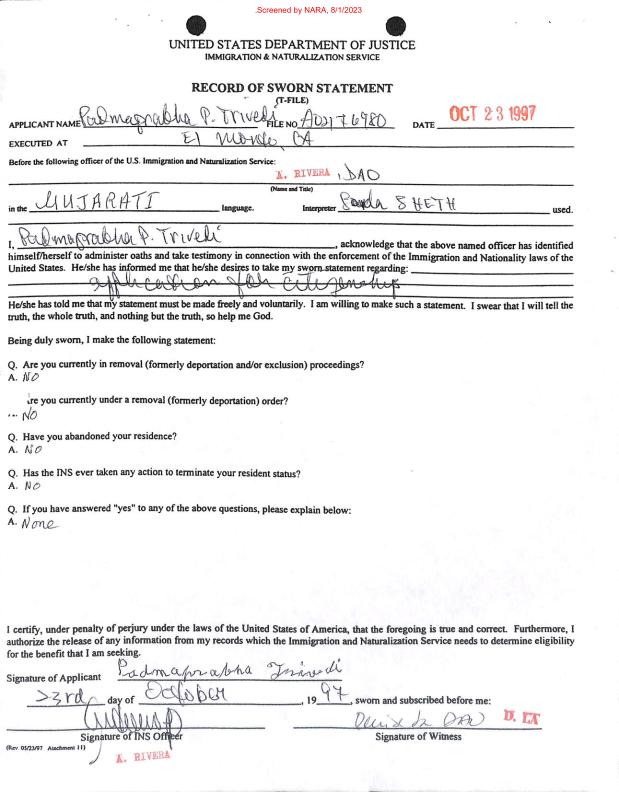 .Screened by NARA, 8/1/2023
UNITED STATES DEPARTMENT OF JUSTICE
IMMIGRATION & NATURALIZATION SERVICE
RECORD OF SWORN STATEMENT
(T-FILE)
APPLICANT NAME Padmaprabha P. Trivedi FILE NO. A035176980 DATE OCT 23 1997
EXECUTED AT El Monte, CA
Before the following officer of the U.S. Immigration and Naturalization Service:
A. RIVERA , DAO
(Name and Title)
in the GUJARATI language. Interpreter SHETH used.
I, Padmaprabha P. Trivedi , acknowledge that the above named officer has identified
himself/herself to administer oaths and take testimony in connection with the enforcement of the Immigration and Nationality laws of the
United States. He/she has informed me that he/she desires to take my sworn statement regarding:
application for citizenship
He/she has told me that my statement must be made freely and voluntarily. I am willing to make such a statement. I swear that I will tell the
truth, the whole truth, and nothing but the truth, so help me God.
Being duly sworn, I make the following statement:
Q. Are you currently in removal (formerly deportation and/or exclusion) proceedings?
A. NO
re you currently under a removal (formerly deportation) order?
NO
Q. Have you abandoned your residence?
A. NO
Q. Has the INS ever taken any action to terminate your resident status?
A. NO
Q. If you have answered "yes" to any of the above questions, please explain below:
A. None
I certify, under penalty of perjury under the laws of the United States of America, that the foregoing is true and correct. Furthermore, I
authorize the release of any information from my records which the Immigration and Naturalization Service needs to determine eligibility
for the benefit that I am seeking.
Signature of Applicant Padmaprabha Trivedi
23rd day of October , 19 97, sworn and subscribed before me:
D. LA
Signature of INS Officer Signature of Witness
(Rev. 05/23/97 Attachment 11)
A. RIVERA